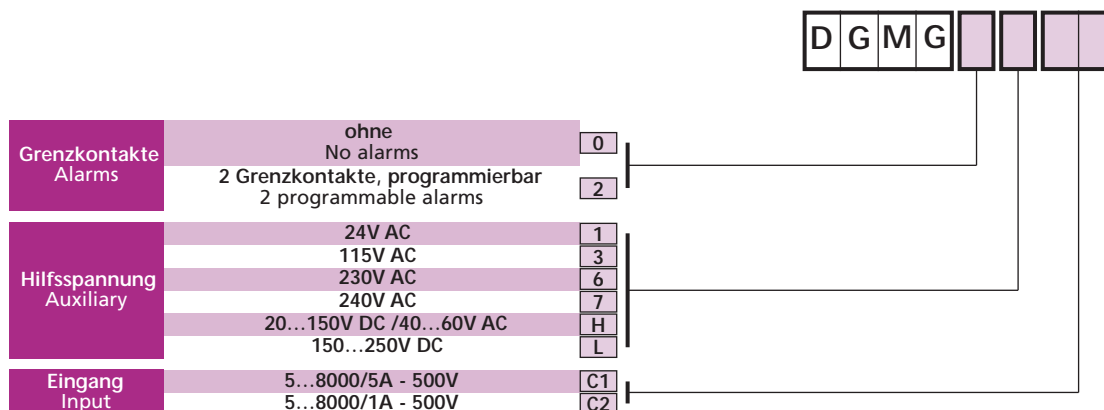 D G M G
Grenzkontakte
Alarms
ohne
No alarms
0
2 Grenzkontakte, programmierbar
2 programmable alarms
2
Hilfsspannung
Auxiliary
24V AC 1
115V AC 3
230V AC 6
240V AC 7
20...150V DC /40...60V AC H
150...250V DC L
Eingang
Input
5...8000/5A - 500V C1
5...8000/1A - 500V C2